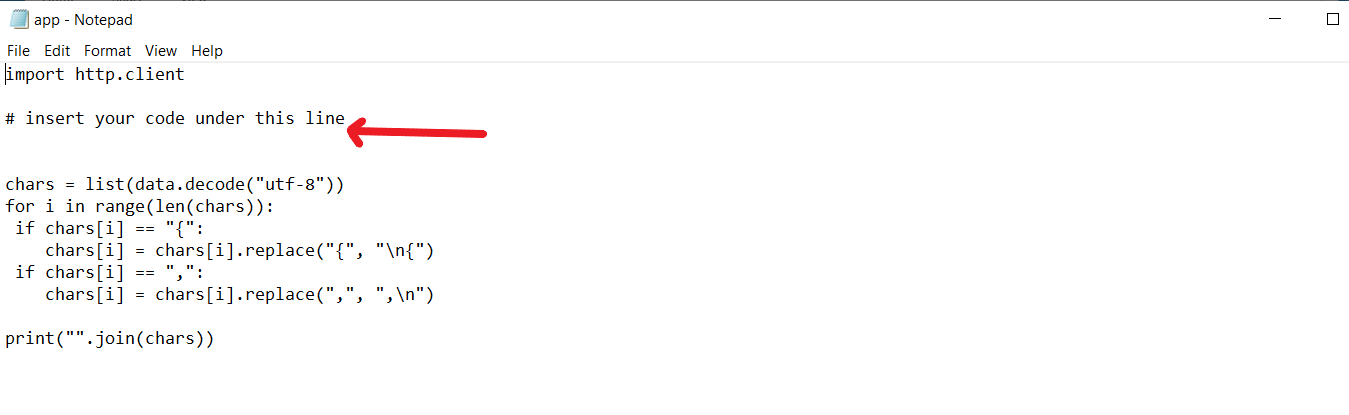 app - Notepad
File Edit Format View Help
import http.client

# insert your code under this line


chars = list(data.decode("utf-8"))
for i in range(len(chars)):
 if chars[i] == "{":
    chars[i] = chars[i].replace("{", "\n{")
 if chars[i] == ",":
    chars[i] = chars[i].replace(",", ",\n")

print("".join(chars))